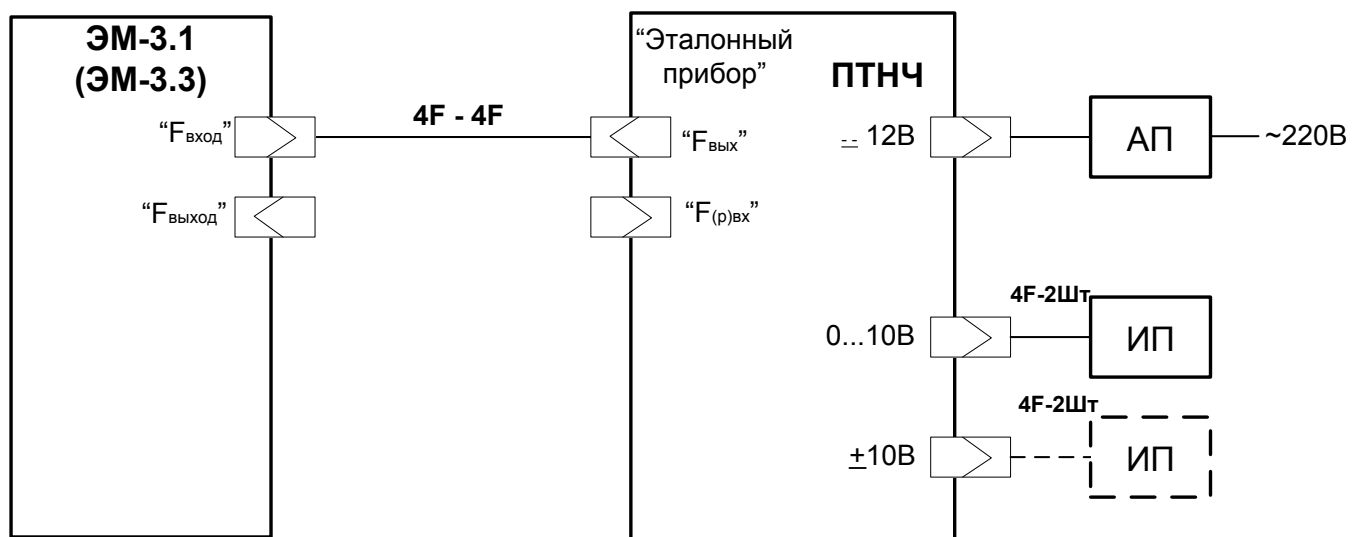 ЭМ-3.1
(ЭМ-3.3)
“Fвход”
“Fвыход”
4F - 4F
“Эталонный
прибор”
ПТНЧ
“Fвых”
“F(р)вх”
-- 12В
АП
~220В
0...10В
4F-2Шт
ИП
±10В
4F-2Шт
ИП